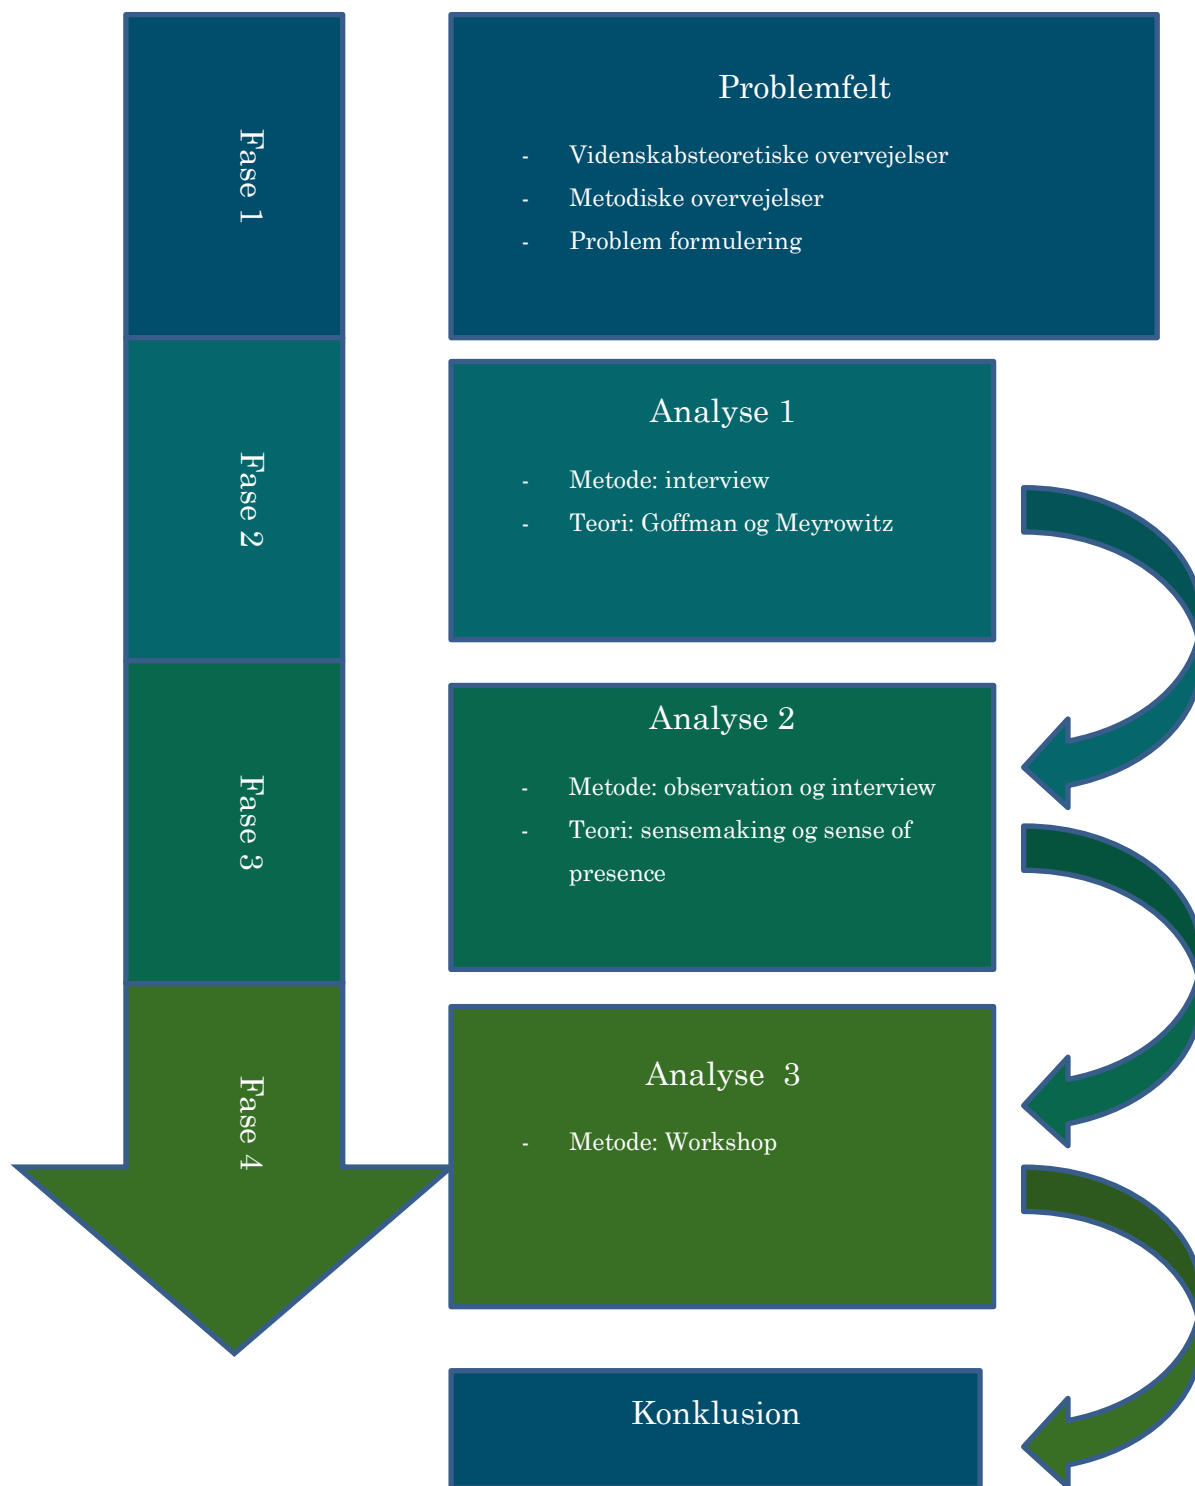 Fase 1
Problemfelt
- Videnskabsteoretiske overvejelser
- Metodiske overvejelser
- Problem formulering
Fase 2
Analyse 1
- Metode: interview
- Teori: Goffman og Meyrowitz
Fase 3
Analyse 2
- Metode: observation og interview
- Teori: sensemaking og sense of
presence
Fase 4
Analyse 3
- Metode: Workshop
Konklusion